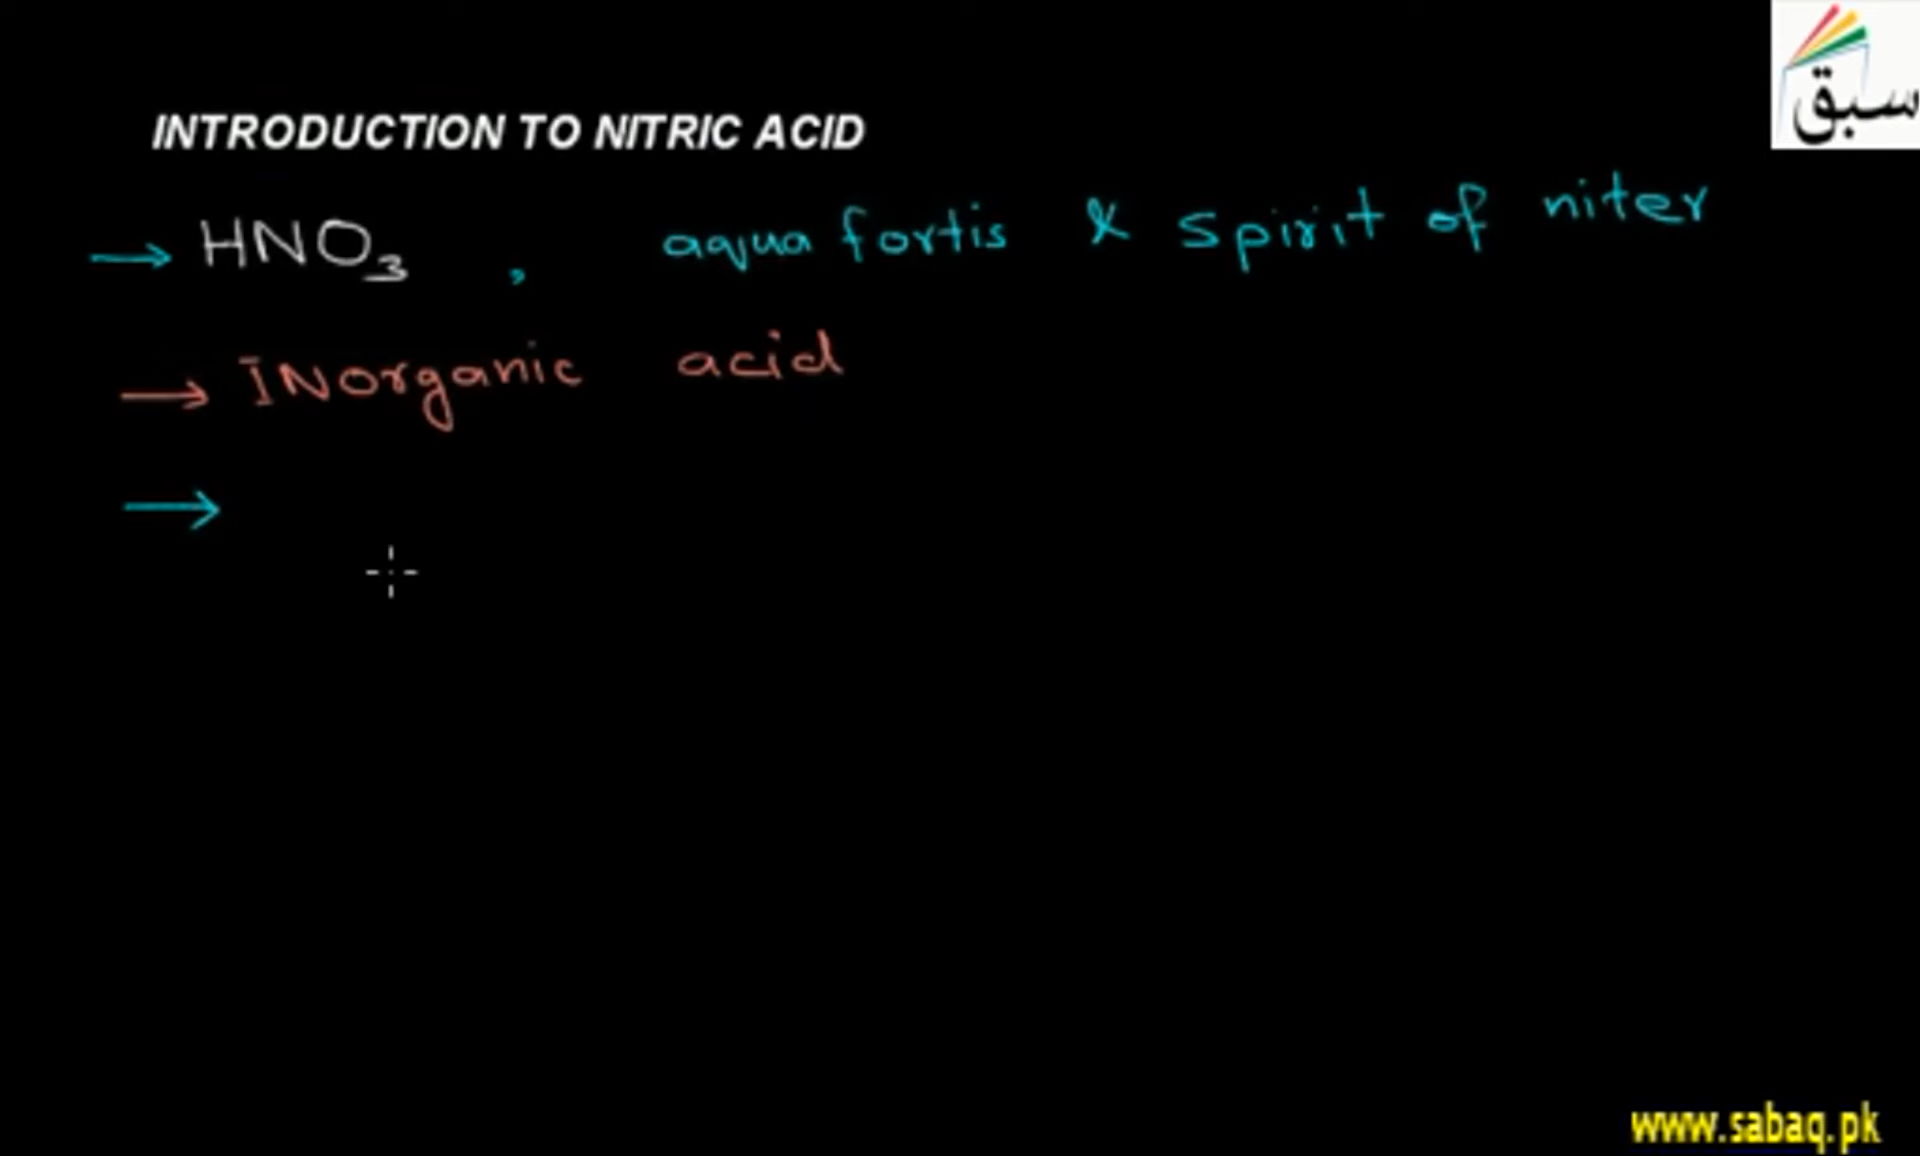 سبق
INTRODUCTION TO NITRIC ACID
→ HNO₃ , aqua fortis & spirit of niter
→ INorganic acid
→
www.sabaq.pk